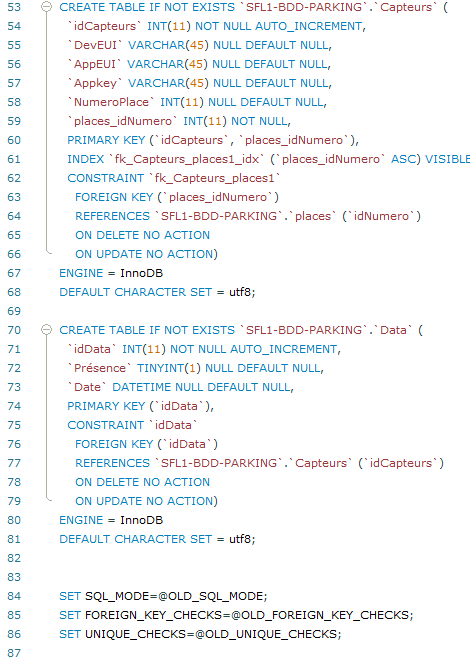 53 CREATE TABLE IF NOT EXISTS `SFL1-BDD-PARKING`.`Capteurs` (
54 `idCapteurs` INT(11) NOT NULL AUTO_INCREMENT,
55 `DevEUI` VARCHAR(45) NULL DEFAULT NULL,
56 `AppEUI` VARCHAR(45) NULL DEFAULT NULL,
57 `Appkey` VARCHAR(45) NULL DEFAULT NULL,
58 `NumeroPlace` INT(11) NULL DEFAULT NULL,
59 `places_idNumero` INT(11) NOT NULL,
60 PRIMARY KEY (`idCapteurs`, `places_idNumero`),
61 INDEX `fk_Capteurs_places1_idx` (`places_idNumero` ASC) VISIBLE
62 CONSTRAINT `fk_Capteurs_places1`
63 FOREIGN KEY (`places_idNumero`)
64 REFERENCES `SFL1-BDD-PARKING`.`places` (`idNumero`)
65 ON DELETE NO ACTION
66 ON UPDATE NO ACTION)
67 ENGINE = InnoDB
68 DEFAULT CHARACTER SET = utf8;
69
70 CREATE TABLE IF NOT EXISTS `SFL1-BDD-PARKING`.`Data` (
71 `idData` INT(11) NOT NULL AUTO_INCREMENT,
72 `Présence` TINYINT(1) NULL DEFAULT NULL,
73 `Date` DATETIME NULL DEFAULT NULL,
74 PRIMARY KEY (`idData`),
75 CONSTRAINT `idData`
76 FOREIGN KEY (`idData`)
77 REFERENCES `SFL1-BDD-PARKING`.`Capteurs` (`idCapteurs`)
78 ON DELETE NO ACTION
79 ON UPDATE NO ACTION)
80 ENGINE = InnoDB
81 DEFAULT CHARACTER SET = utf8;
82
83
84 SET SQL_MODE=@OLD_SQL_MODE;
85 SET FOREIGN_KEY_CHECKS=@OLD_FOREIGN_KEY_CHECKS;
86 SET UNIQUE_CHECKS=@OLD_UNIQUE_CHECKS;
87